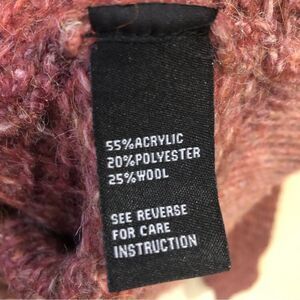 55%ACRYLIC
20%POLYESTER
25%WOOL
SEE REVERSE
FOR CARE
INSTRUCTION